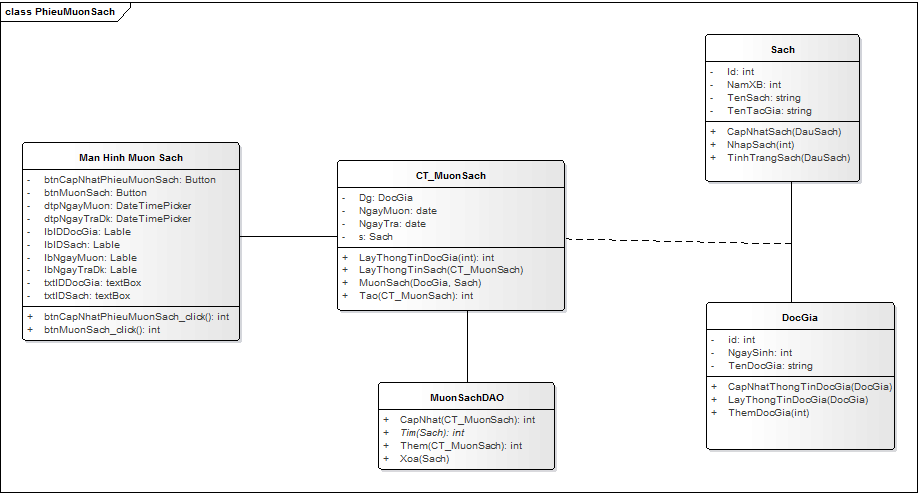 class PhieuMuonSach
Man Hinh Muon Sach
- btnCapNhatPhieuMuonSach: Button
- btnMuonSach: Button
- dtpNgayMuon: DateTimePicker
- dtpNgayTraDk: DateTimePicker
- lbIDDocGia: Lable
- lbIDSach: Lable
- lbNgayMuon: Lable
- lbNgayTraDk: Lable
- txtIDDocGia: textBox
- txtIDSach: textBox
+ btnCapNhatPhieuMuonSach_click(): int
+ btnMuonSach_click(): int
CT_MuonSach
- Dg: DocGia
- NgayMuon: date
- NgayTra: date
- s: Sach
+ LayThongTinDocGia(int): int
+ LayThongTinSach(CT_MuonSach)
+ MuonSach(DocGia, Sach)
+ Tao(CT_MuonSach): int
MuonSachDAO
+ CapNhat(CT_MuonSach): int
+ Tim(Sach): int
+ Them(CT_MuonSach): int
+ Xoa(Sach)
Sach
- Id: int
- NamXB: int
- TenSach: string
- TenTacGia: string
+ CapNhatSach(DauSach)
+ NhapSach(int)
+ TinhTrangSach(DauSach)
DocGia
- id: int
- NgaySinh: int
- TenDocGia: string
+ CapNhatThongTinDocGia(DocGia)
+ LayThongTinDocGia(DocGia)
+ ThemDocGia(int)